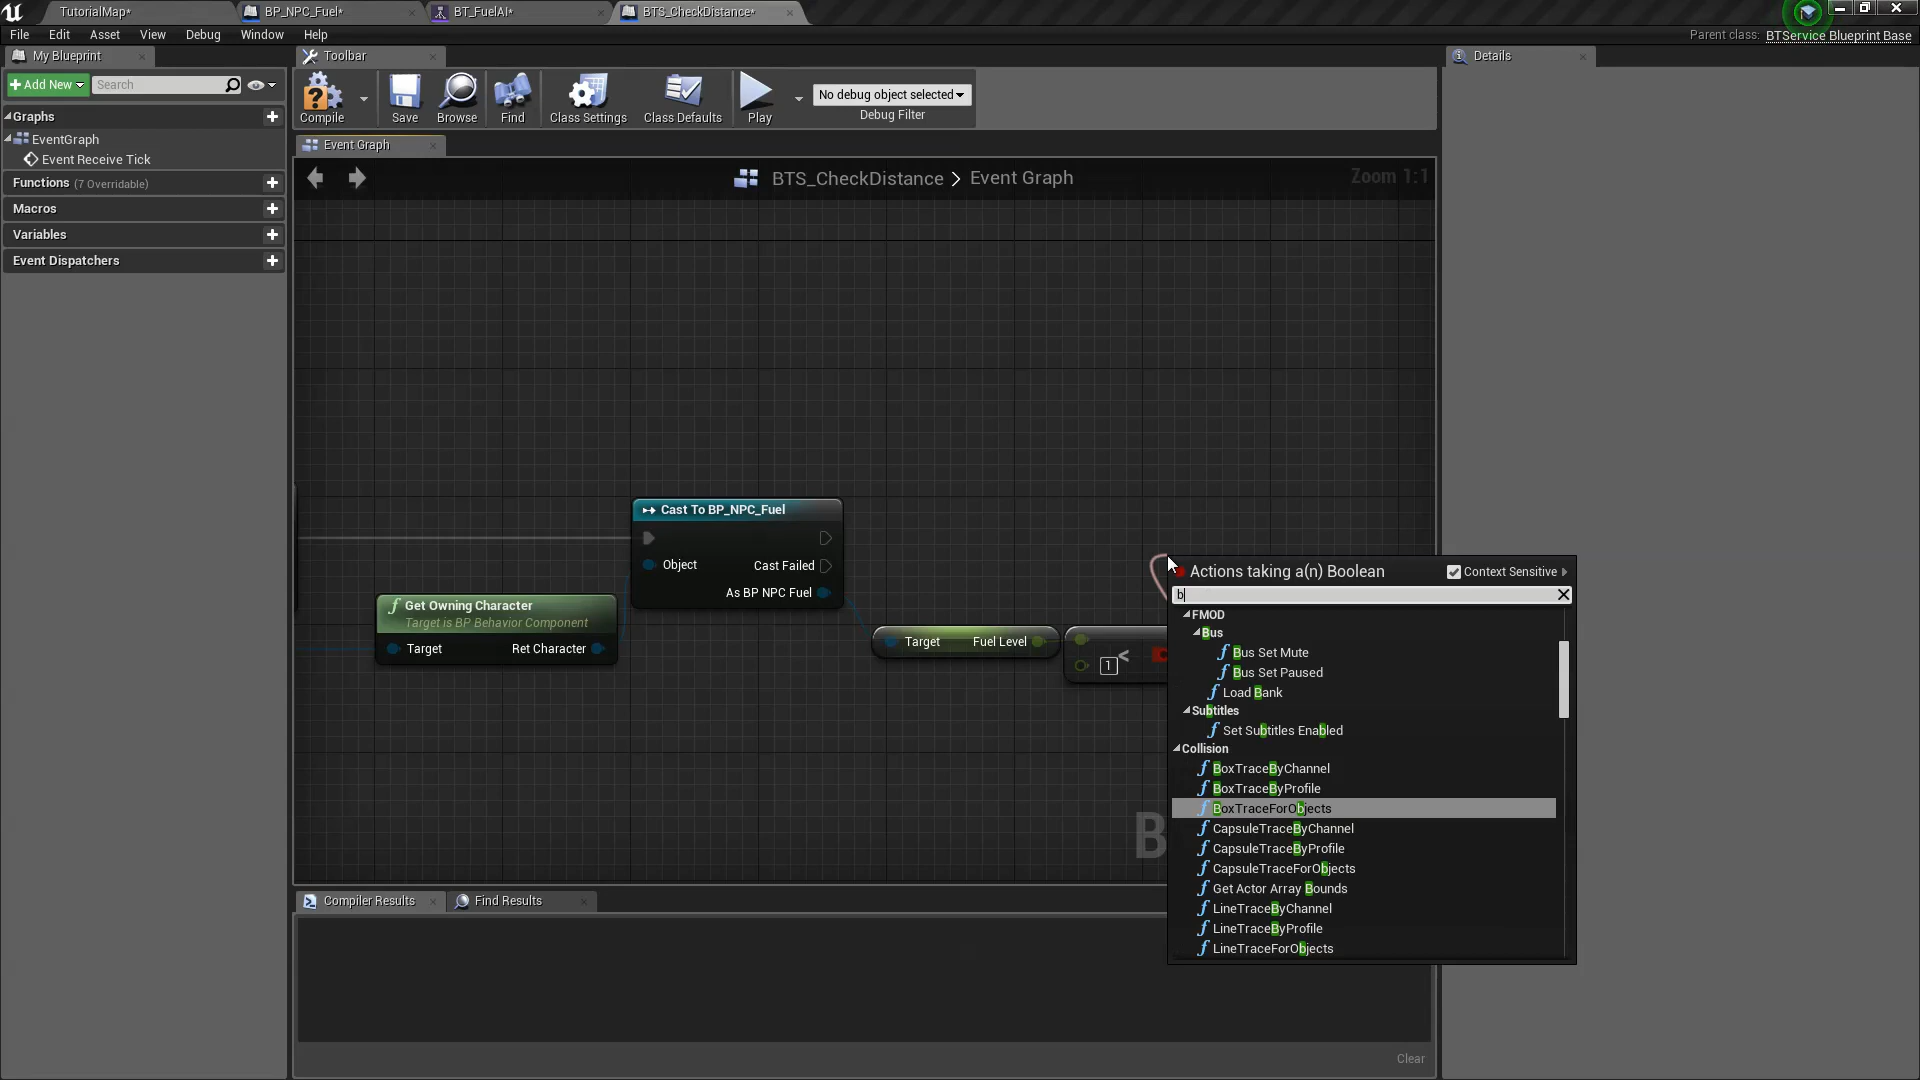 TutorialMap*
BP_NPC_Fuel*
BT_FuelAI*
BTS_CheckDistance*
File Edit Asset View Debug Window Help
Parent class: BTService Blueprint Base
My Blueprint
Toolbar
Details
Add New
Search
Compile
Save
Browse
Find
Class Settings
Class Defaults
Play
No debug object selected
Debug Filter
Graphs
EventGraph
Event Receive Tick
Functions (7 Overridable)
Macros
Variables
Event Dispatchers
Event Graph
BTS_CheckDistance > Event Graph
Zoom 1:1
Cast To BP_NPC_Fuel
Object
Cast Failed
As BP NPC Fuel
Get Owning Character
Target is BP Behavior Component
Target
Ret Character
Target
Fuel Level
<
1
B
Actions taking a(n) Boolean
Context Sensitive
b
FMOD
Bus
Bus Set Mute
Bus Set Paused
Load Bank
Subtitles
Set Subtitles Enabled
Collision
BoxTraceByChannel
BoxTraceByProfile
BoxTraceForObjects
CapsuleTraceByChannel
CapsuleTraceByProfile
CapsuleTraceForObjects
Get Actor Array Bounds
LineTraceByChannel
LineTraceByProfile
LineTraceForObjects
Compiler Results
Find Results
Clear